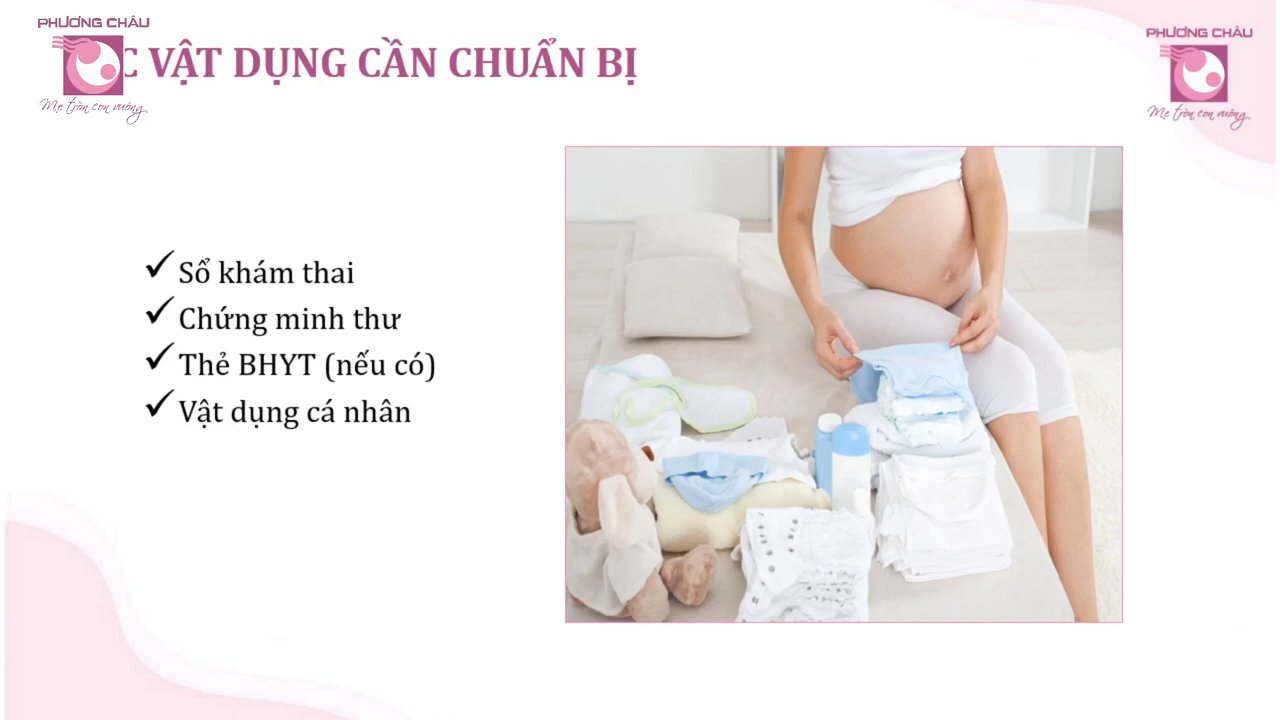 PHƯƠNG CHÂU
Mẹ tròn con vuông
C VẬT DỤNG CẦN CHUẨN BỊ
PHƯƠNG CHÂU
Mẹ tròn con vuông
Sổ khám thai
Chứng minh thư
Thẻ BHYT (nếu có)
Vật dụng cá nhân